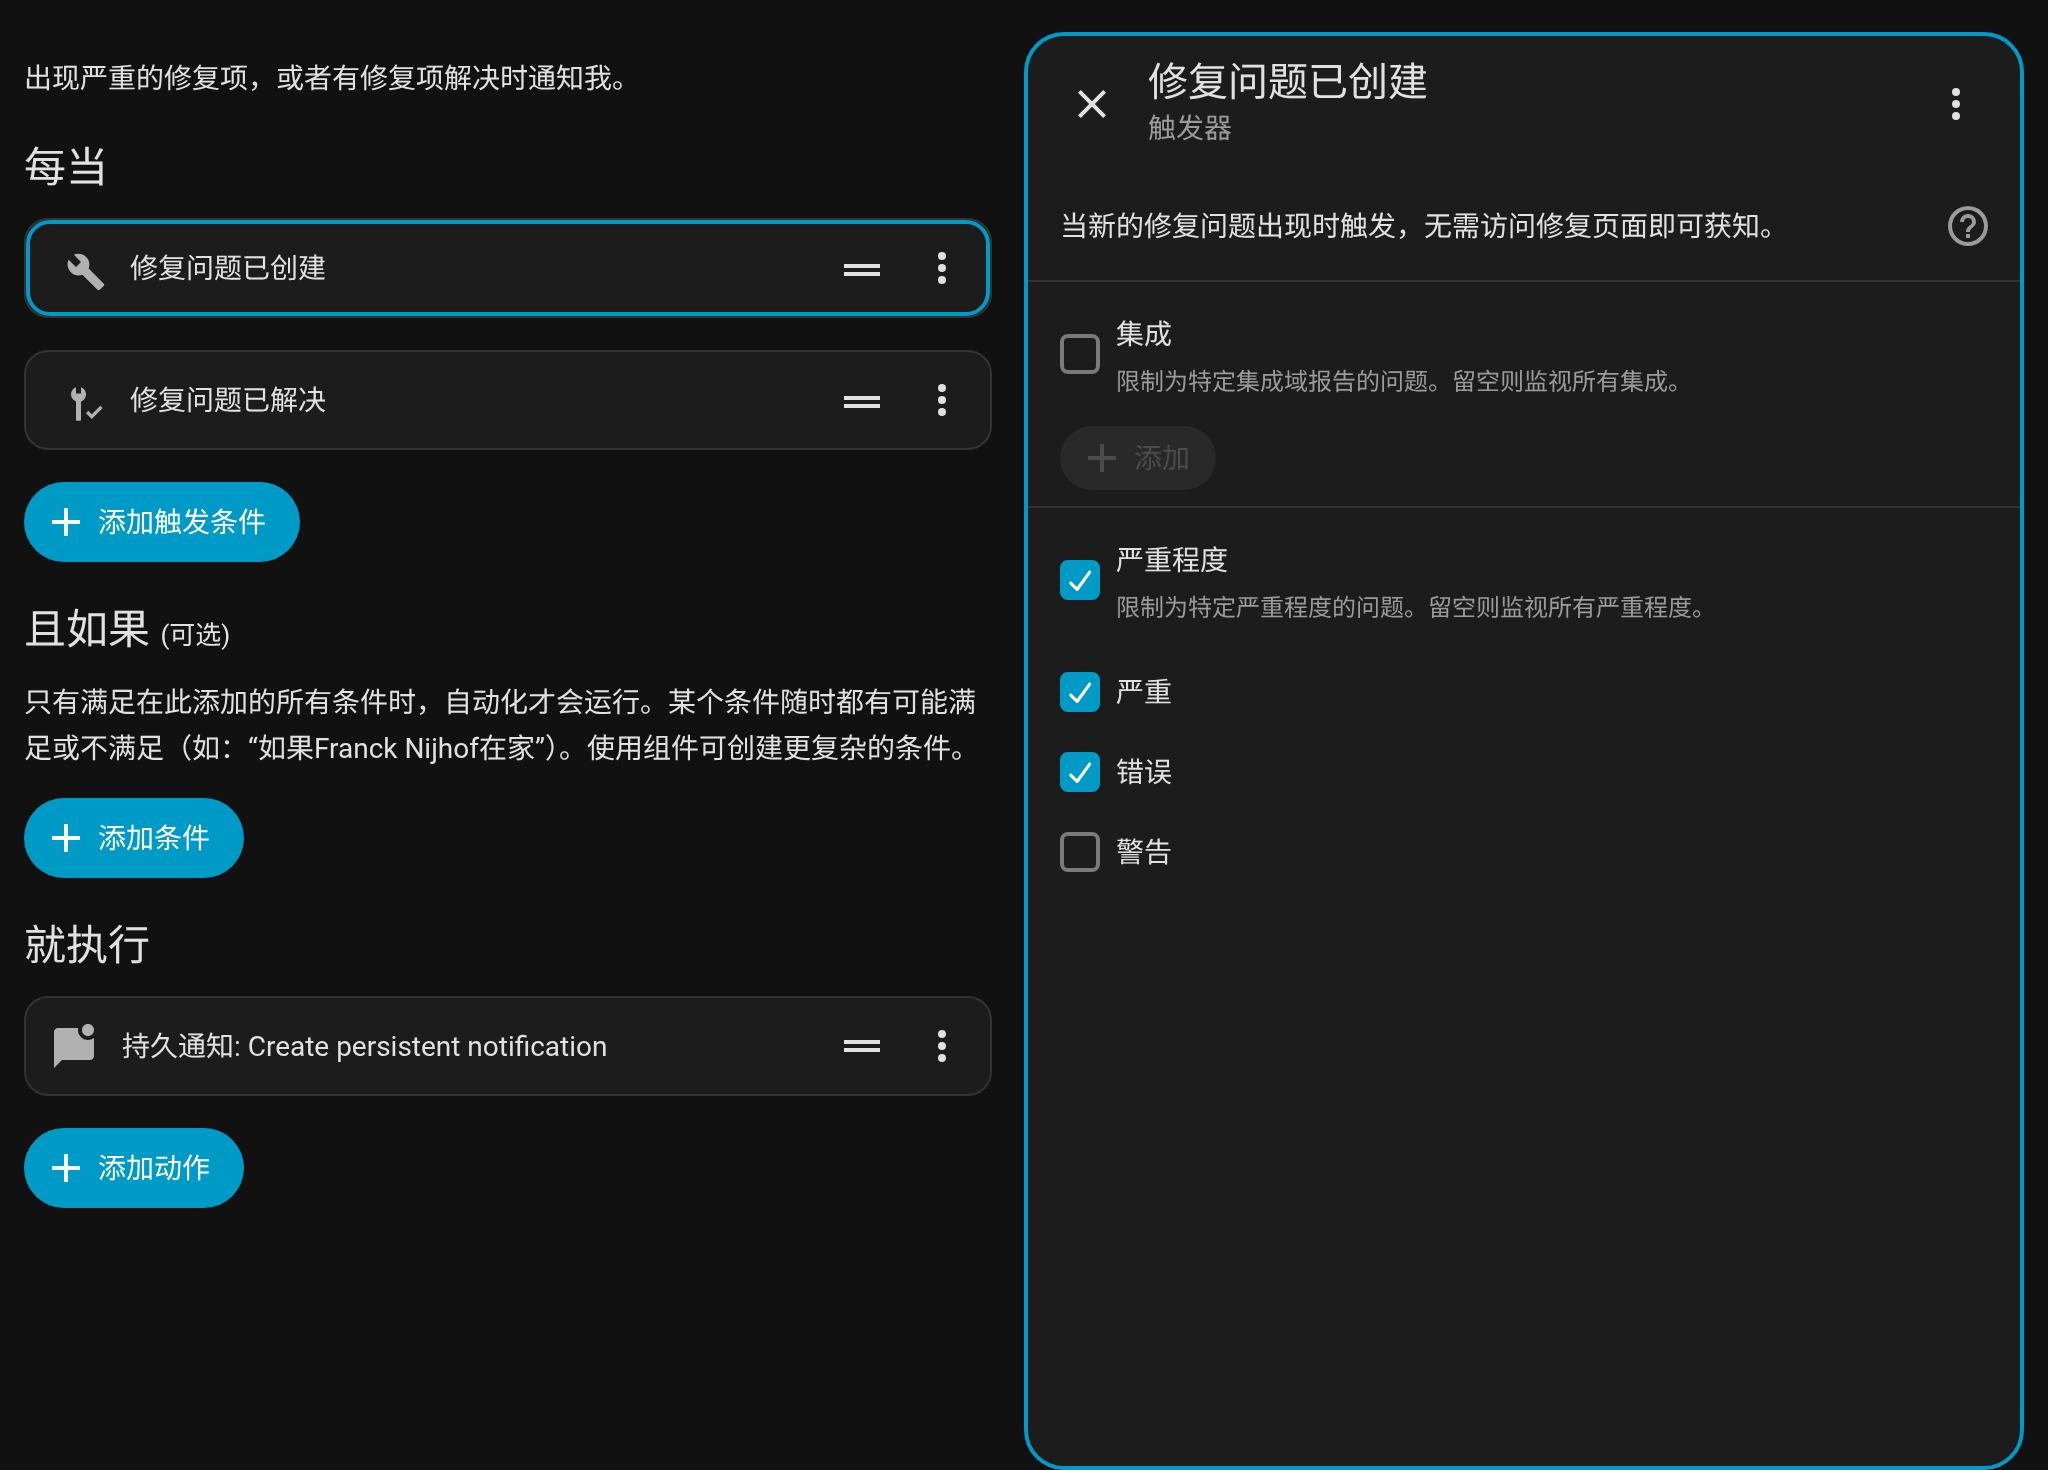 出现严重的修复项，或者有修复项解决时通知我。
每当
修复问题已创建
修复问题已解决
添加触发条件
且如果 (可选)
只有满足在此添加的所有条件时，自动化才会运行。某个条件随时都有可能满
足或不满足（如：“如果Franck Nijhof在家”）。使用组件可创建更复杂的条件。
添加条件
就执行
持久通知: Create persistent notification
添加动作
修复问题已创建
触发器
当新的修复问题出现时触发，无需访问修复页面即可获知。
集成
限制为特定集成域报告的问题。留空则监视所有集成。
添加
严重程度
限制为特定严重程度的问题。留空则监视所有严重程度。
严重
错误
警告